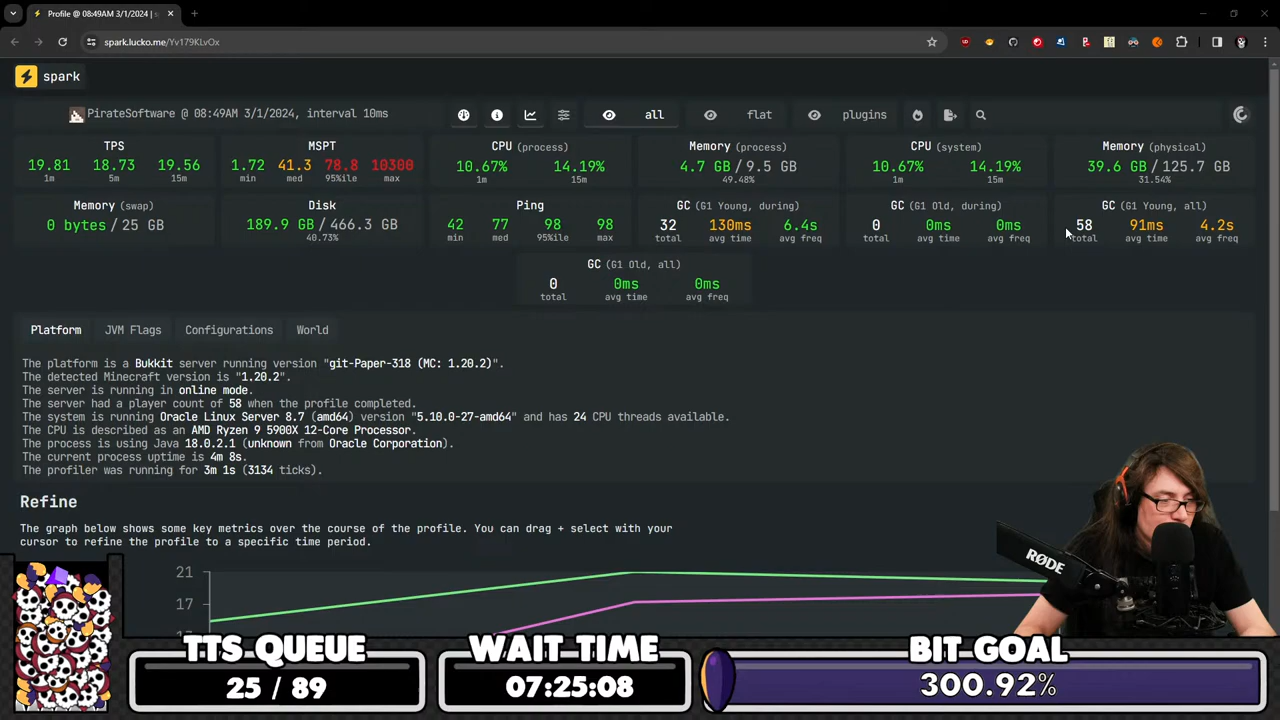 Profile @ 08:49AM 3/1/2024 | s
spark.lucko.me/Yv179KLvOx
spark
PirateSoftware @ 08:49AM 3/1/2024, interval 10ms
all
flat
plugins
TPS
19.81 18.73 19.56
1m 5m 15m
MSPT
1.72 41.3 78.8 10300
min med 95%ile max
CPU (process)
10.67% 14.19%
1m 15m
Memory (process)
4.7 GB / 9.5 GB
49.48%
CPU (system)
10.67% 14.19%
1m 15m
Memory (physical)
39.6 GB / 125.7 GB
31.54%
Memory (swap)
0 bytes / 25 GB
Disk
189.9 GB / 466.3 GB
40.73%
Ping
42 77 98 98
min med 95%ile max
GC (G1 Young, during)
32 130ms 6.4s
total avg time avg freq
GC (G1 Old, during)
0 0ms 0ms
total avg time avg freq
GC (G1 Young, all)
58 91ms 4.2s
total avg time avg freq
GC (G1 Old, all)
0 0ms 0ms
total avg time avg freq
Platform JVM Flags Configurations World
The platform is a Bukkit server running version "git-Paper-318 (MC: 1.20.2)".
The detected Minecraft version is "1.20.2".
The server is running in online mode.
The server had a player count of 58 when the profile completed.
The system is running Oracle Linux Server 8.7 (amd64) version "5.10.0-27-amd64" and has 24 CPU threads available.
The CPU is described as an AMD Ryzen 9 5900X 12-Core Processor.
The process is using Java 18.0.2.1 (unknown from Oracle Corporation).
The current process uptime is 4m 8s.
The profiler was running for 3m 1s (3134 ticks).
Refine
The graph below shows some key metrics over the course of the profile. You can drag + select with your
cursor to refine the profile to a specific time period.
21
17
RØDE
TTS QUEUE
25 / 89
WAIT TIME
07:25:08
BIT GOAL
300.92%